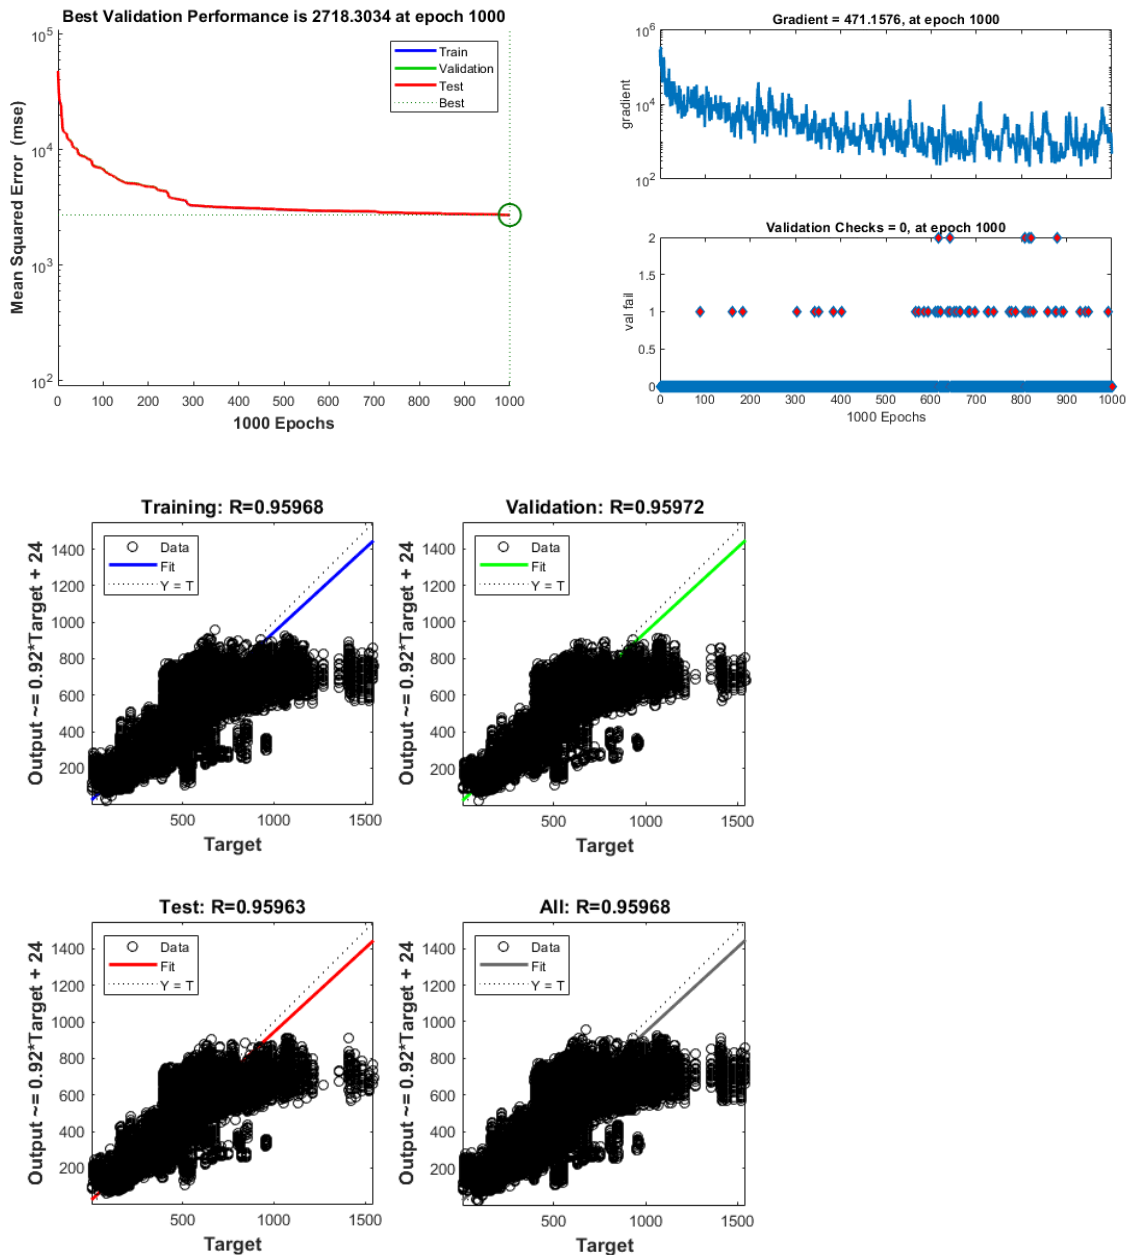 Best Validation Performance is 2718.3034 at epoch 1000
10^5
10^4
10^3
10^2
Mean Squared Error (mse)
Train
Validation
Test
Best
0 100 200 300 400 500 600 700 800 900 1000
1000 Epochs
Gradient = 471.1576, at epoch 1000
10^6
10^4
10^2
gradient
Validation Checks = 0, at epoch 1000
2
1.5
1
0.5
0
val fail
0 100 200 300 400 500 600 700 800 900 1000
1000 Epochs
Training: R=0.95968
Output ~= 0.92*Target + 24
1400
1200
1000
800
600
400
200
Data
Fit
Y = T
500 1000 1500
Target
Validation: R=0.95972
Output ~= 0.92*Target + 24
1400
1200
1000
800
600
400
200
Data
Fit
Y = T
500 1000 1500
Target
Test: R=0.95963
Output ~= 0.92*Target + 24
1400
1200
1000
800
600
400
200
Data
Fit
Y = T
500 1000 1500
Target
All: R=0.95968
Output ~= 0.92*Target + 24
1400
1200
1000
800
600
400
200
Data
Fit
Y = T
500 1000 1500
Target